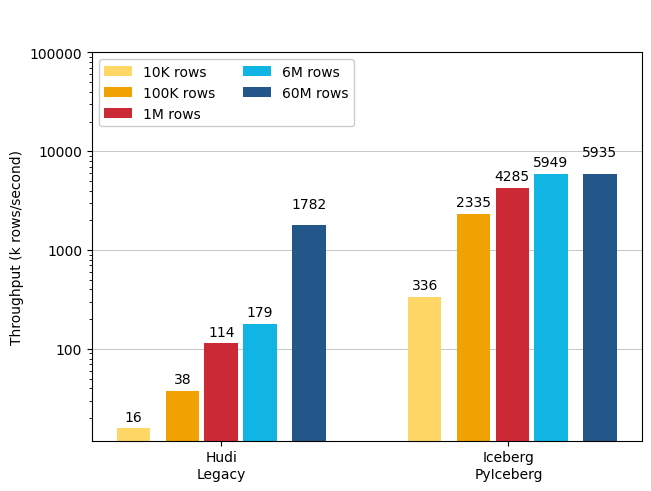 100000
10000
1000
100
Throughput (k rows/second)
10K rows
100K rows
1M rows
6M rows
60M rows
16
38
114
179
1782
336
2335
4285
5949
5935
Hudi
Legacy
Iceberg
PyIceberg